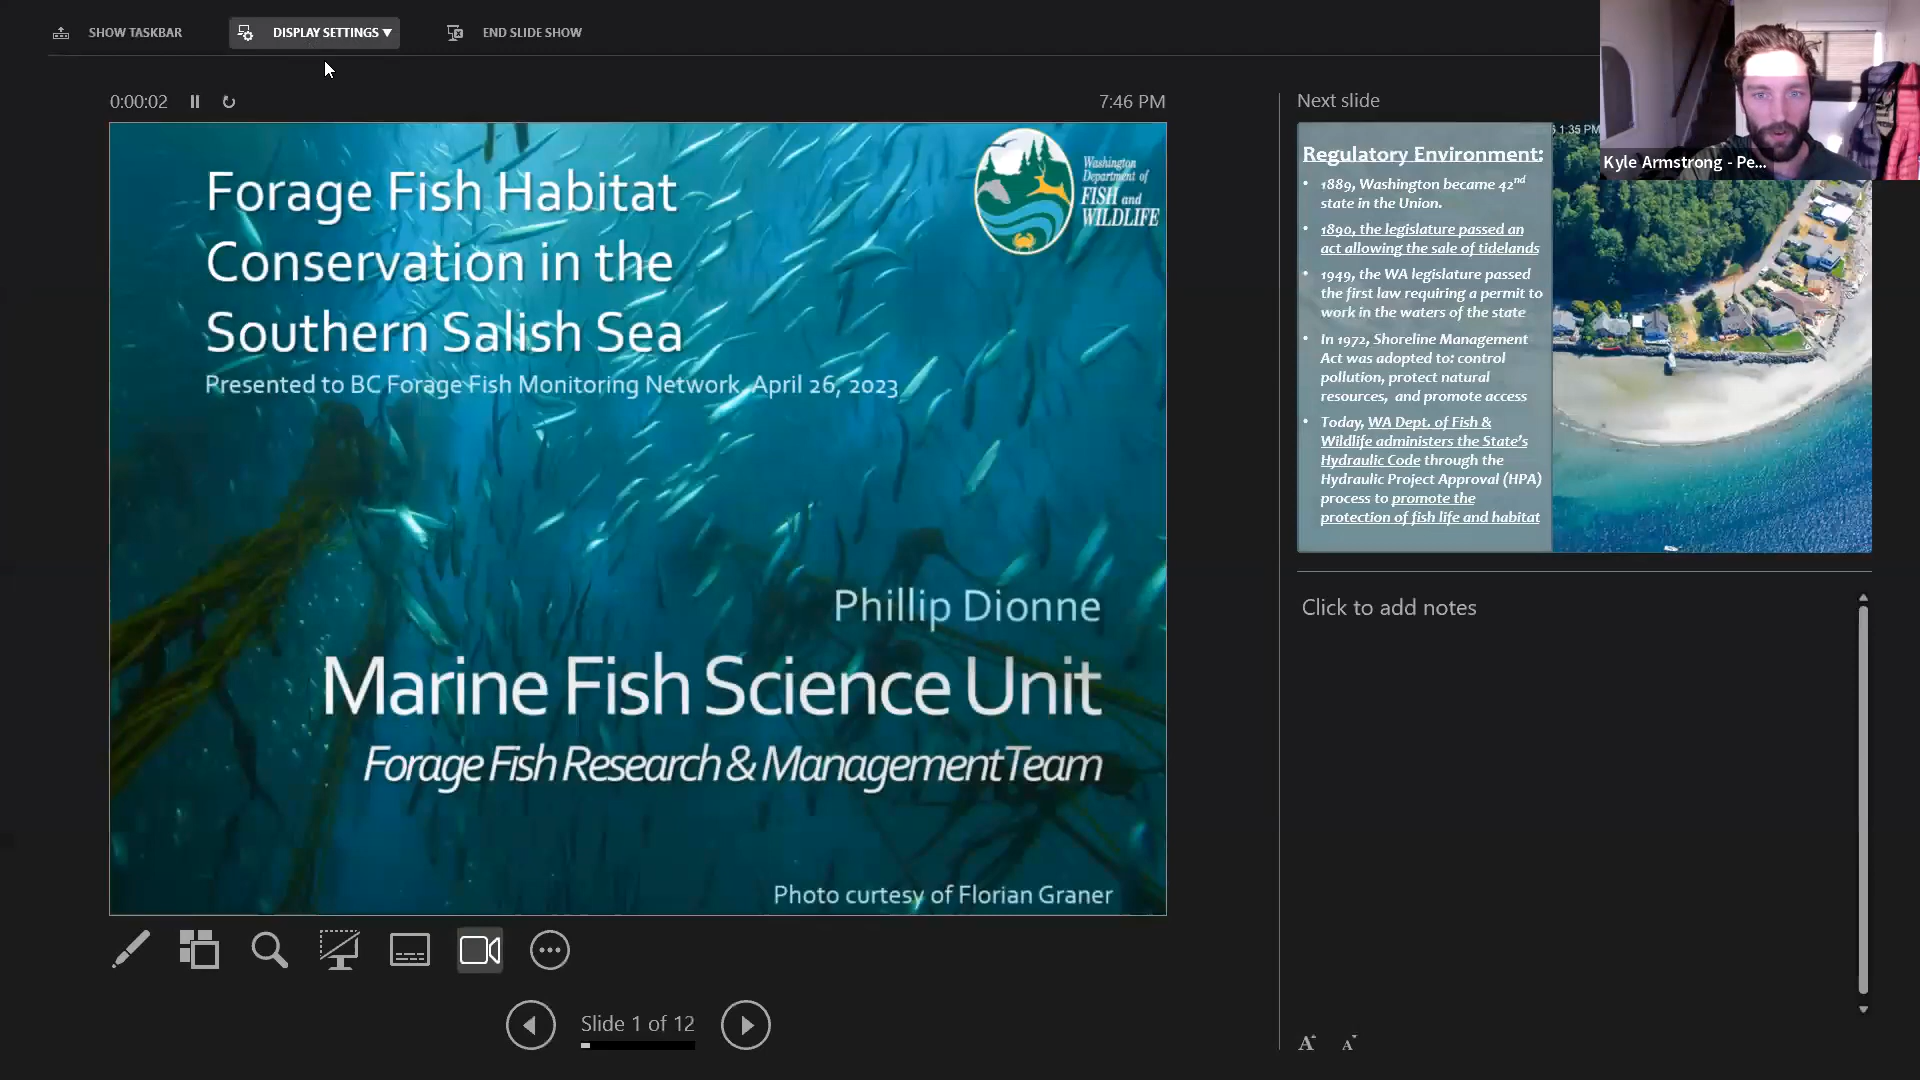 SHOW TASKBAR
DISPLAY SETTINGS ▼
END SLIDE SHOW
0:00:02
7:46 PM
Forage Fish Habitat
Conservation in the
Southern Salish Sea
Presented to BC Forage Fish Monitoring Network, April 26, 2023
Washington
Department of
FISH and
WILDLIFE
Phillip Dionne
Marine Fish Science Unit
Forage Fish Research & Management Team
Photo curtesy of Florian Graner
Slide 1 of 12
Next slide
1:35 PM
Kyle Armstrong - Pe...
Regulatory Environment:
• 1889, Washington became 42nd
state in the Union.
• 1890, the legislature passed an
act allowing the sale of tidelands
• 1949, the WA legislature passed
the first law requiring a permit to
work in the waters of the state
• In 1972, Shoreline Management
Act was adopted to: control
pollution, protect natural
resources, and promote access
• Today, WA Dept. of Fish &
Wildlife administers the State's
Hydraulic Code through the
Hydraulic Project Approval (HPA)
process to promote the
protection of fish life and habitat
Click to add notes
A A